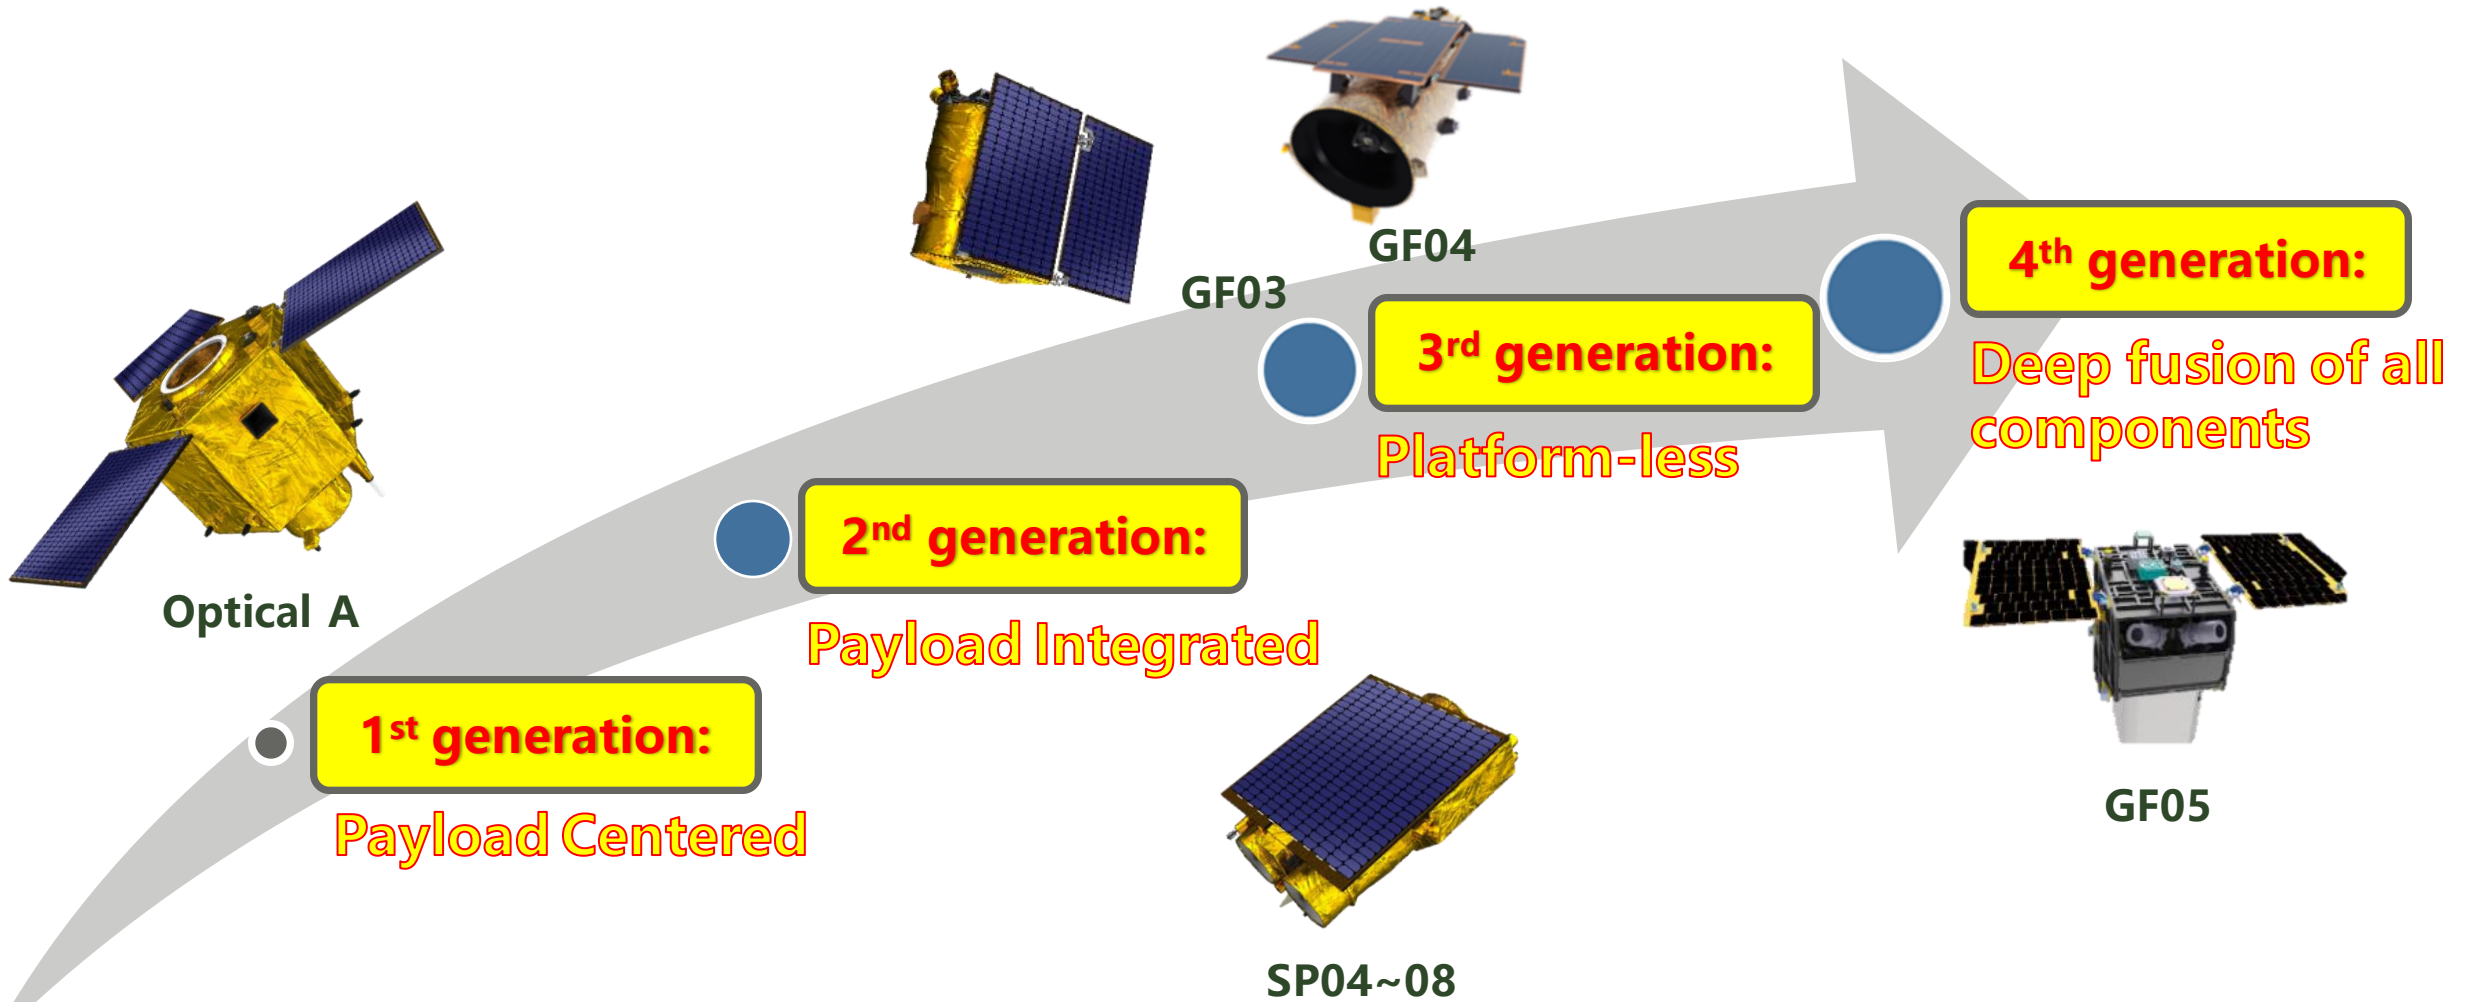 Optical A
1st generation:
Payload Centered
2nd generation:
Payload Integrated
SP04~08
GF03
GF04
3rd generation:
Platform-less
4th generation:
Deep fusion of all
components
GF05